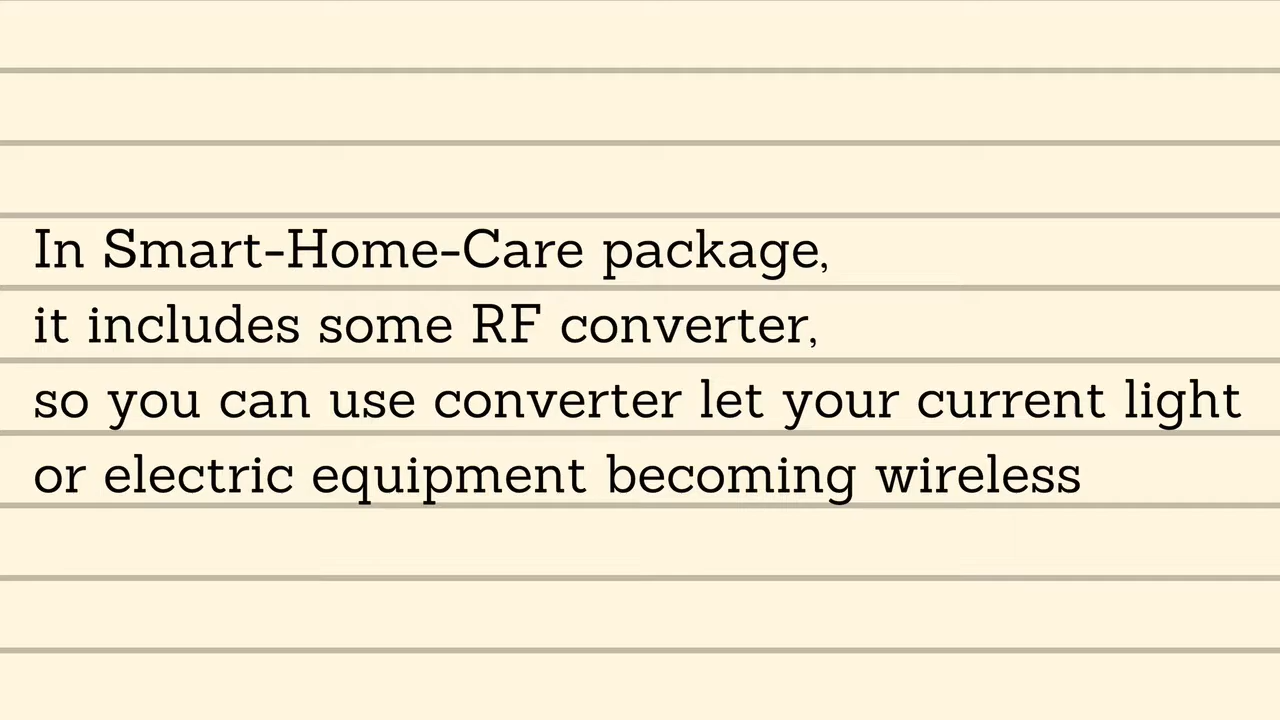 In Smart-Home-Care package,
it includes some RF converter,
so you can use converter let your current light
or electric equipment becoming wireless